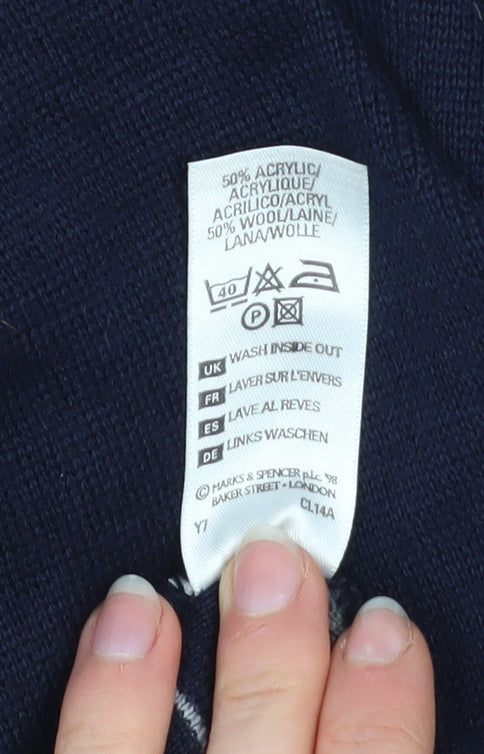 50% ACRYLIC/
ACRYLIQUE/
ACRILICO/ACRYL
50% WOOL/LAINE/
LANA/WOLLE
40
P
UK WASH INSIDE OUT
FR LAVER SUR L'ENVERS
ES LAVE AL REVES
DE LINKS WASCHEN
© MARKS & SPENCER p.l.c. '98
BAKER STREET • LONDON
Y7 CL14A